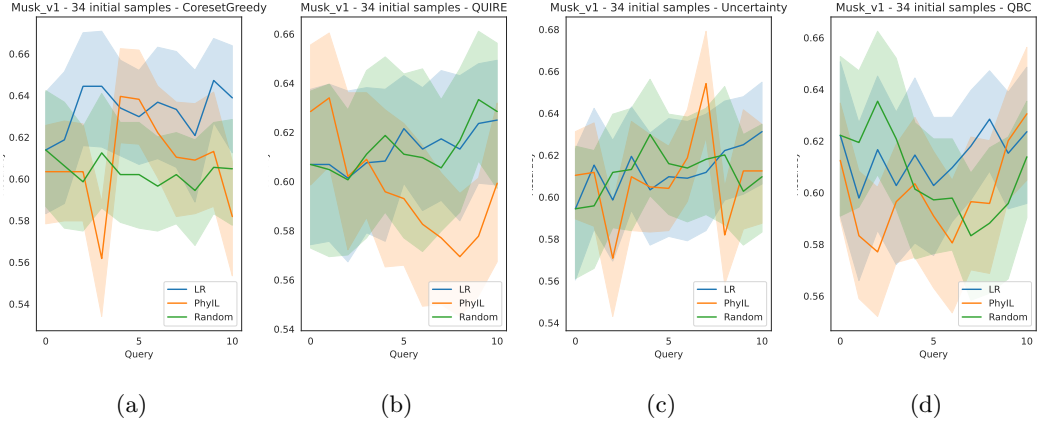 Musk_v1 - 34 initial samples - CoresetGreedy
0.66
0.64
0.62
0.60
0.58
0.56
0.54
LR
PhyIL
Random
0
5
10
Query
(a)
Musk_v1 - 34 initial samples - QUIRE
0.66
0.64
0.62
0.60
0.58
0.56
0.54
LR
PhyIL
Random
0
5
10
Query
(b)
Musk_v1 - 34 initial samples - Uncertainty
0.68
0.66
0.64
0.62
0.60
0.58
0.56
0.54
LR
PhyIL
Random
0
5
10
Query
(c)
Musk_v1 - 34 initial samples - QBC
0.66
0.64
0.62
0.60
0.58
0.56
LR
PhyIL
Random
0
5
10
Query
(d)